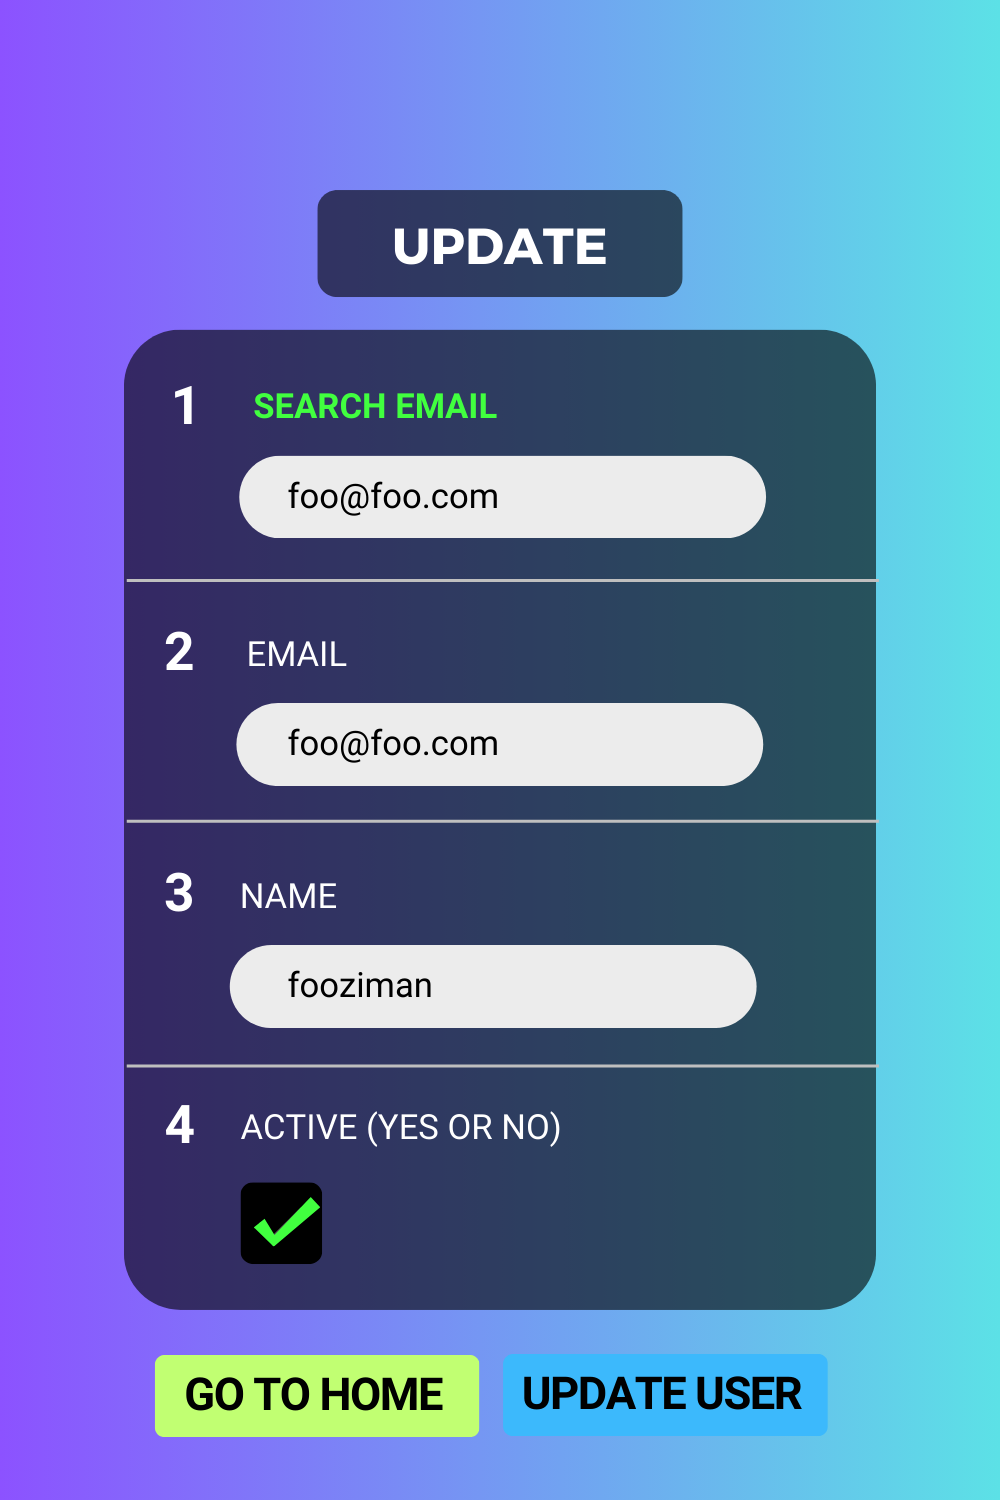 UPDATE
1 SEARCH EMAIL
foo@foo.com
2 EMAIL
foo@foo.com
3 NAME
fooziman
4 ACTIVE (YES OR NO)
GO TO HOME UPDATE USER